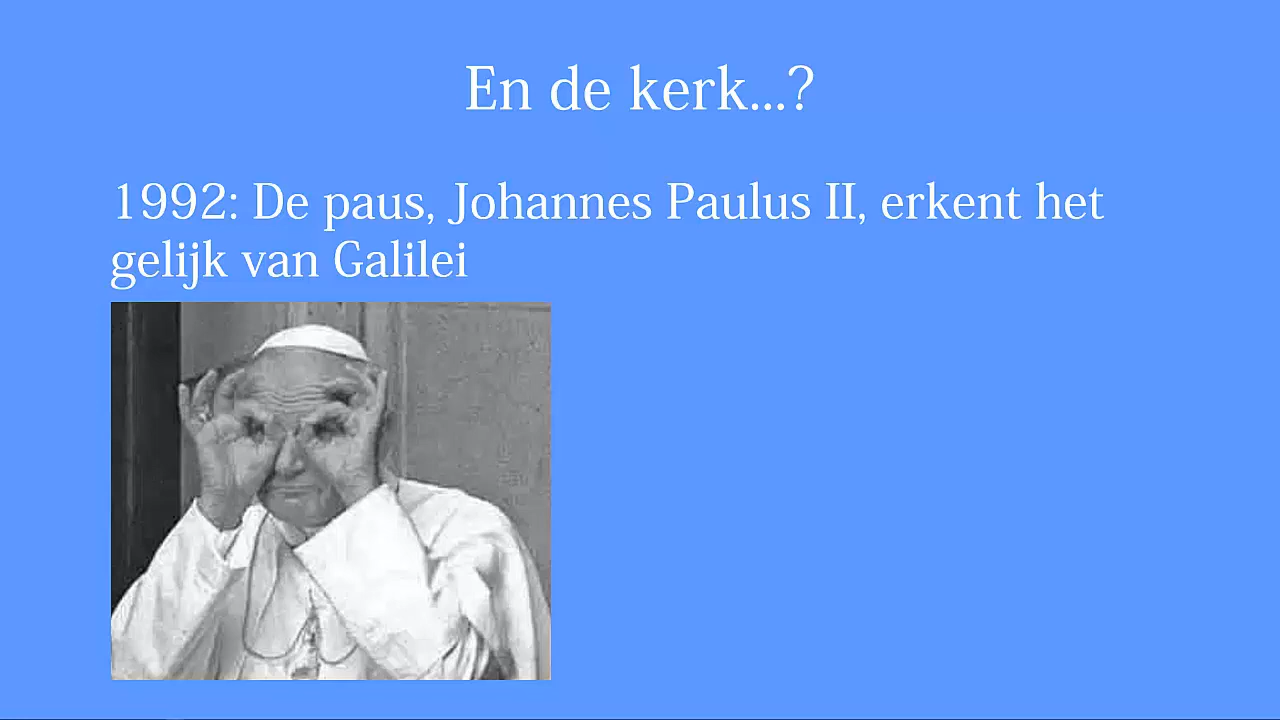 En de kerk...?
1992: De paus, Johannes Paulus II, erkent het
gelijk van Galilei